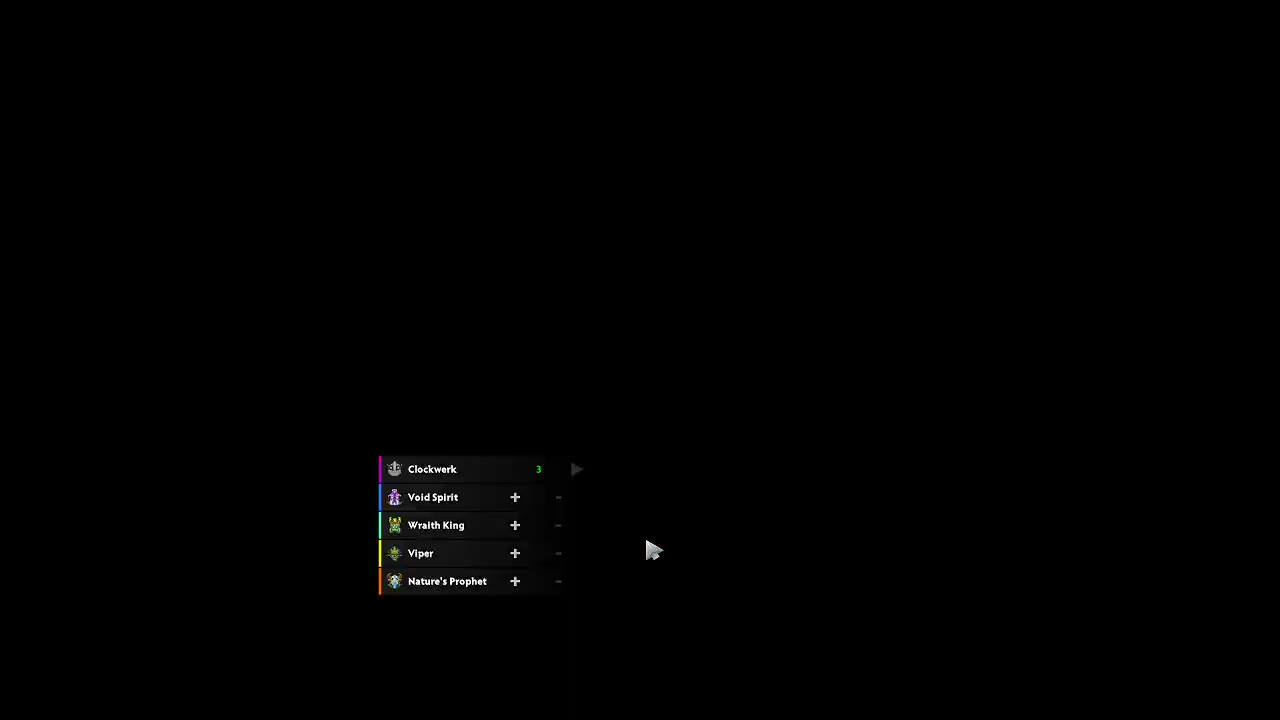 Clockwerk 3
Void Spirit + -
Wraith King + -
Viper + -
Nature's Prophet + -